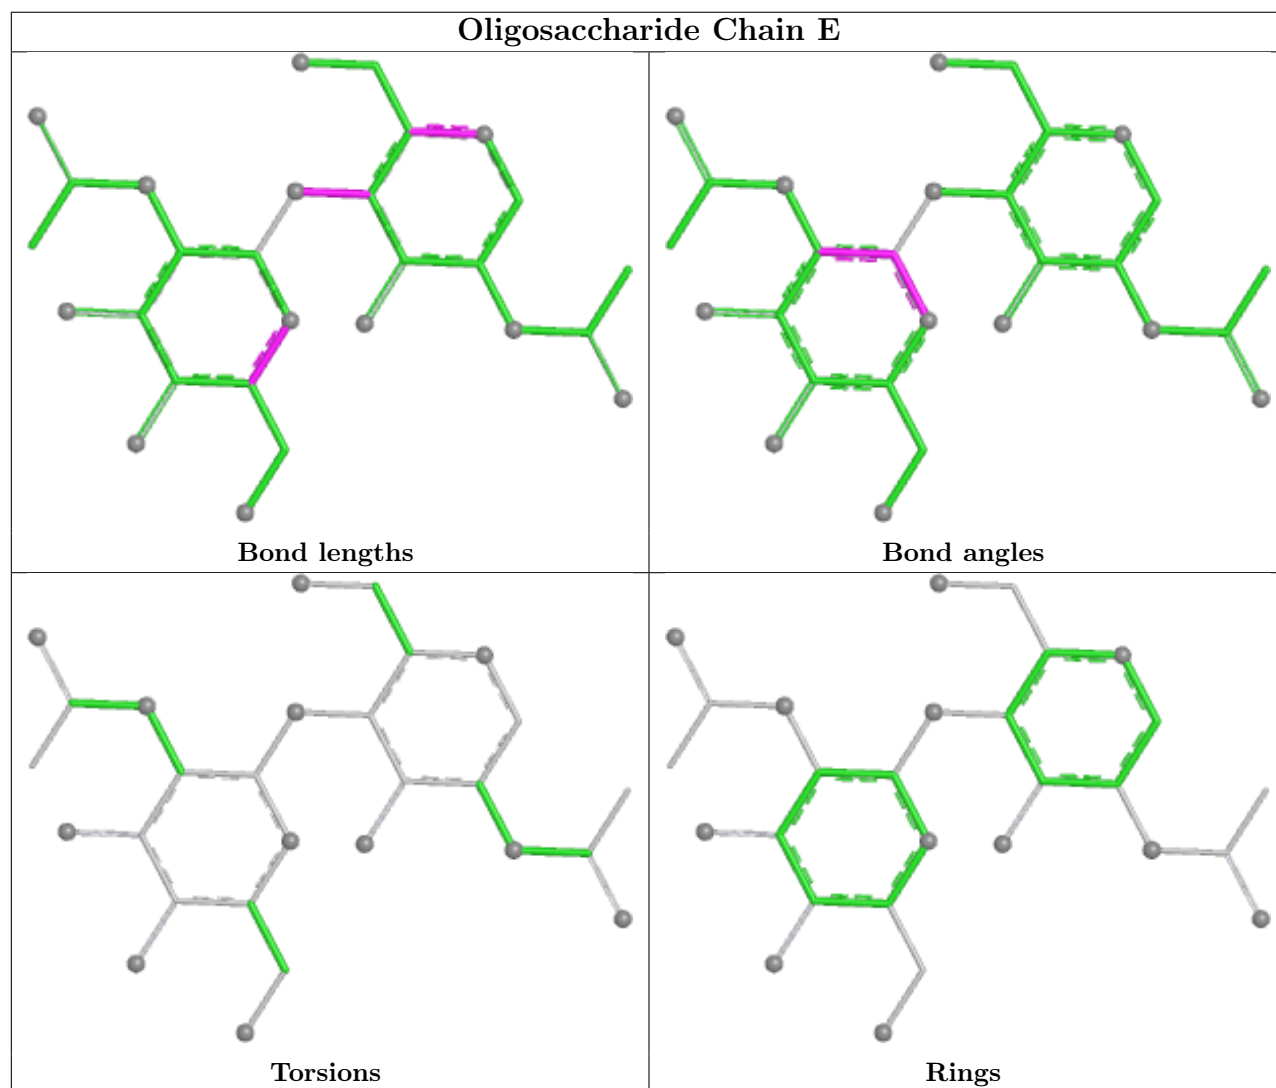 Oligosaccharide Chain E
Bond lengths
Bond angles
Torsions
Rings